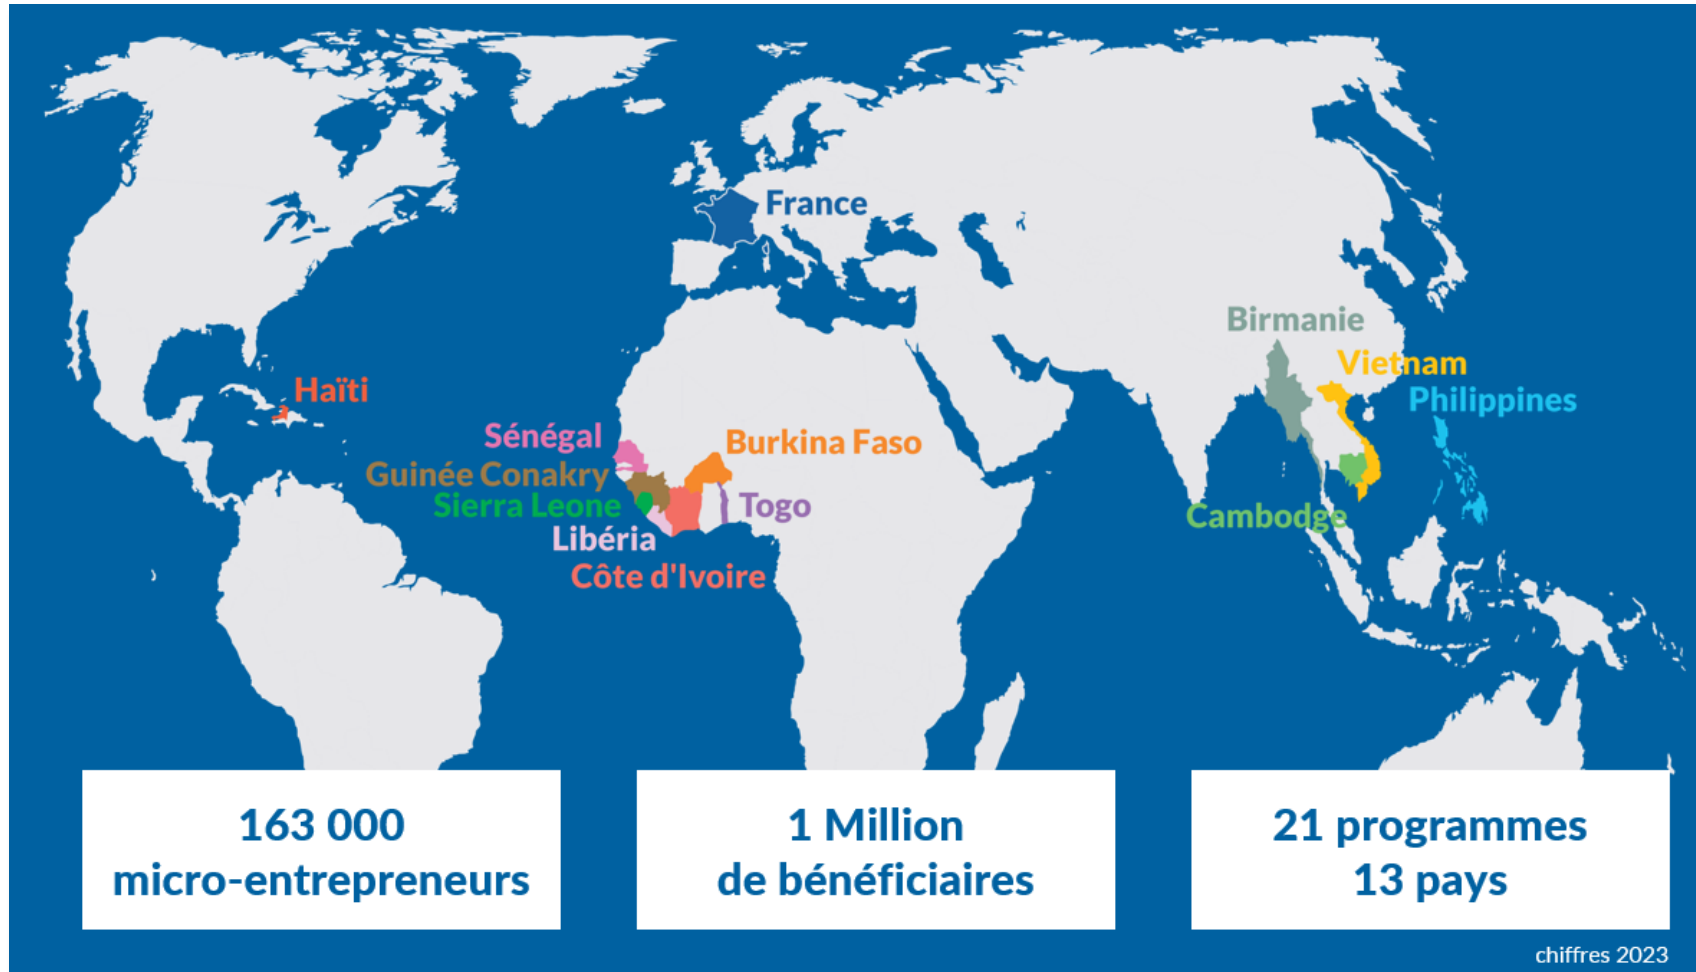 France
Birmanie
Vietnam
Haïti
Philippines
Sénégal
Burkina Faso
Guinée Conakry
Sierra Leone
Togo
Cambodge
Libéria
Côte d'Ivoire
163 000
micro-entrepreneurs
1 Million
de bénéficiaires
21 programmes
13 pays
chiffres 2023